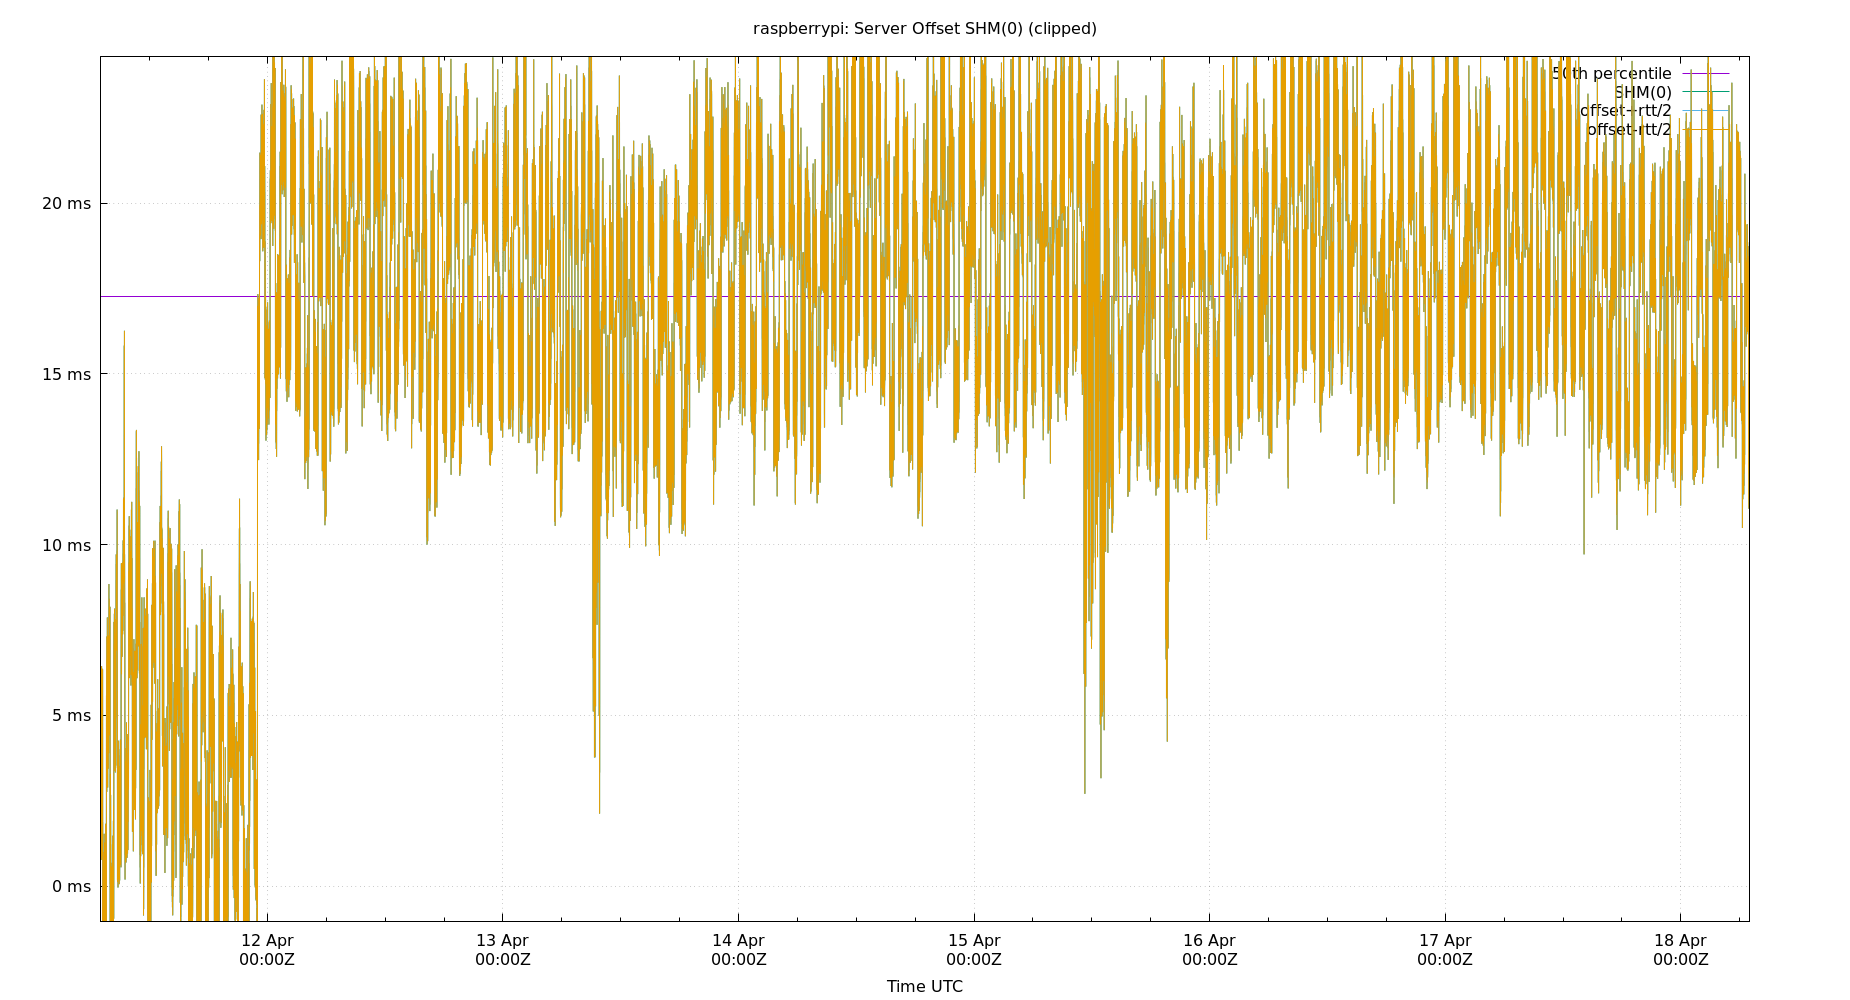 raspberrypi: Server Offset SHM(0) (clipped)
50th percentile
SHM(0)
offset+rtt/2
offset-rtt/2
20 ms
15 ms
10 ms
5 ms
0 ms
12 Apr 13 Apr 14 Apr 15 Apr 16 Apr 17 Apr 18 Apr
00:00Z 00:00Z 00:00Z 00:00Z 00:00Z 00:00Z 00:00Z
Time UTC